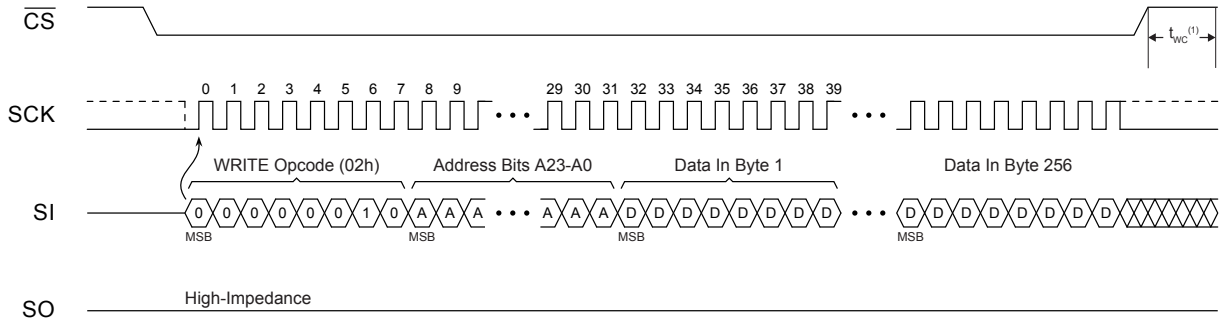 CS
t_WC(1)
SCK
0 1 2 3 4 5 6 7 8 9 29 30 31 32 33 34 35 36 37 38 39
WRITE Opcode (02h) Address Bits A23-A0 Data In Byte 1 Data In Byte 256
SI 0 0 0 0 0 0 1 0 A A A A A A D D D D D D D D D D D D D D D D
MSB MSB MSB MSB
High-Impedance
SO